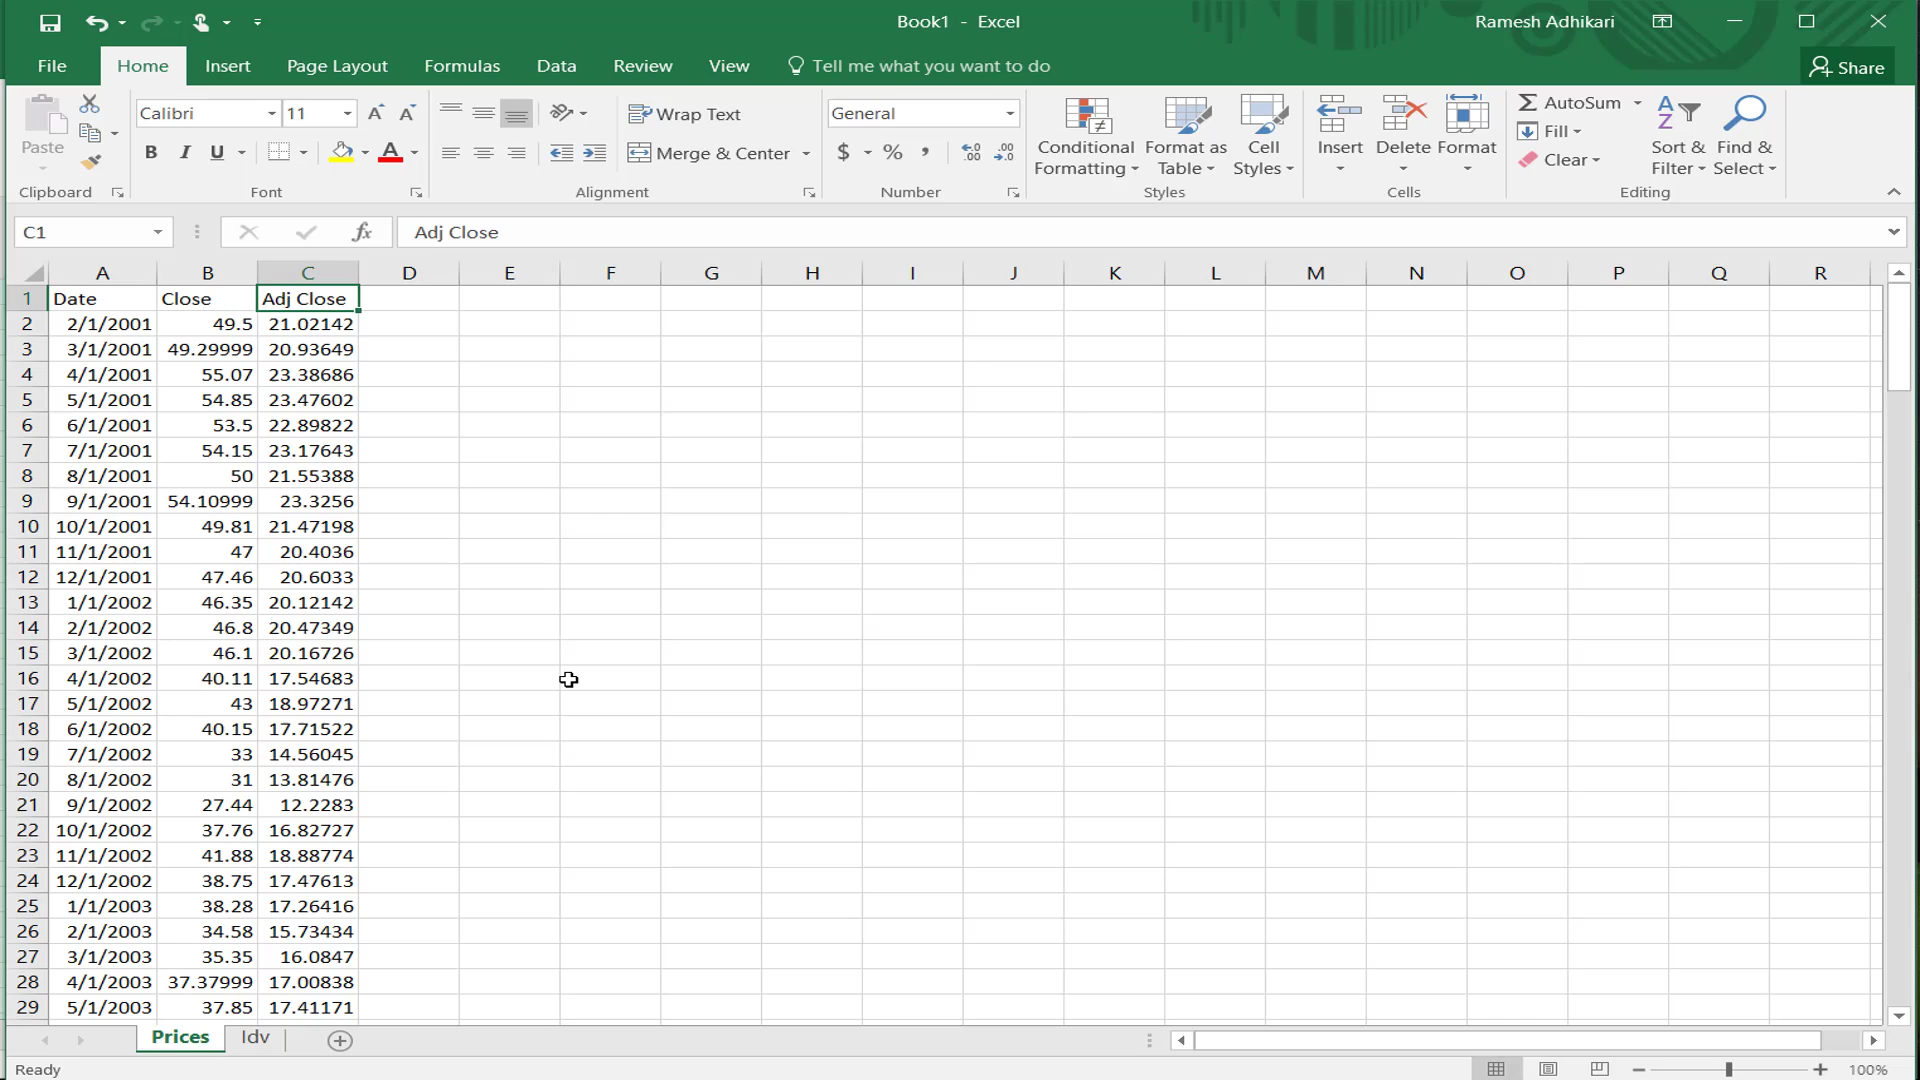 Book1 - Excel
Ramesh Adhikari
File Home Insert Page Layout Formulas Data Review View Tell me what you want to do Share
Paste
Clipboard
Calibri 11
B I U A
Font
Wrap Text
Merge & Center
Alignment
General
$ % ,
Number
Conditional Formatting
Format as Table
Cell Styles
Styles
Insert Delete Format
Cells
AutoSum
Fill
Clear
Sort & Filter
Find & Select
Editing
C1 fx Adj Close
A B C D E F G H I J K L M N O P Q R
1 Date Close Adj Close
2 2/1/2001 49.5 21.02142
3 3/1/2001 49.29999 20.93649
4 4/1/2001 55.07 23.38686
5 5/1/2001 54.85 23.47602
6 6/1/2001 53.5 22.89822
7 7/1/2001 54.15 23.17643
8 8/1/2001 50 21.55388
9 9/1/2001 54.10999 23.3256
10 10/1/2001 49.81 21.47198
11 11/1/2001 47 20.4036
12 12/1/2001 47.46 20.6033
13 1/1/2002 46.35 20.12142
14 2/1/2002 46.8 20.47349
15 3/1/2002 46.1 20.16726
16 4/1/2002 40.11 17.54683
17 5/1/2002 43 18.97271
18 6/1/2002 40.15 17.71522
19 7/1/2002 33 14.56045
20 8/1/2002 31 13.81476
21 9/1/2002 27.44 12.2283
22 10/1/2002 37.76 16.82727
23 11/1/2002 41.88 18.88774
24 12/1/2002 38.75 17.47613
25 1/1/2003 38.28 17.26416
26 2/1/2003 34.58 15.73434
27 3/1/2003 35.35 16.0847
28 4/1/2003 37.37999 17.00838
29 5/1/2003 37.85 17.41171
Prices Idv
Ready 100%